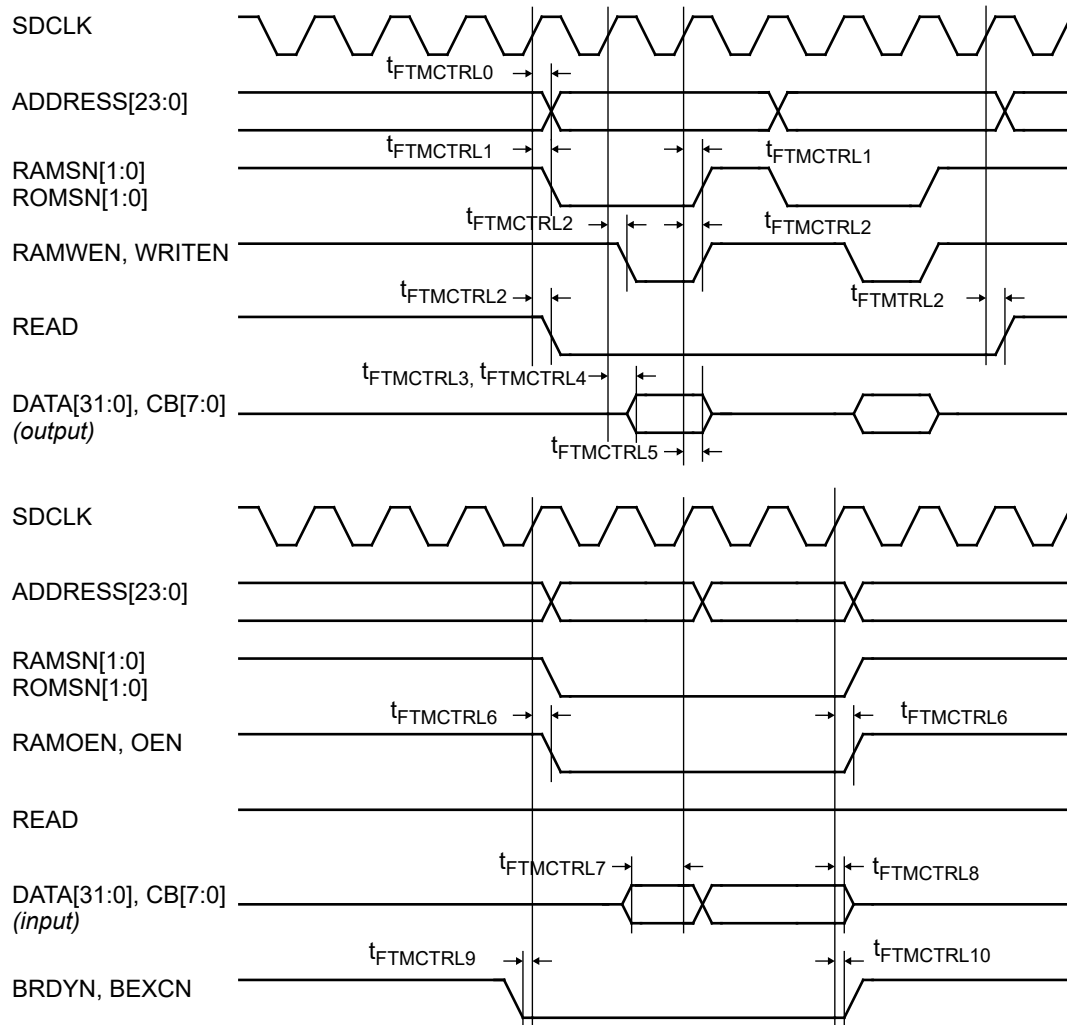 SDCLK
tFTMCTRL0
ADDRESS[23:0]
tFTMCTRL1 tFTMCTRL1
RAMSN[1:0]
ROMSN[1:0]
tFTMCTRL2 tFTMCTRL2
RAMWEN, WRITEN
tFTMCTRL2 tFTMTRL2
READ
tFTMCTRL3, tFTMCTRL4
DATA[31:0], CB[7:0]
(output)
tFTMCTRL5
SDCLK
ADDRESS[23:0]
RAMSN[1:0]
ROMSN[1:0]
tFTMCTRL6 tFTMCTRL6
RAMOEN, OEN
READ
tFTMCTRL7 tFTMCTRL8
DATA[31:0], CB[7:0]
(input)
tFTMCTRL9 tFTMCTRL10
BRDYN, BEXCN